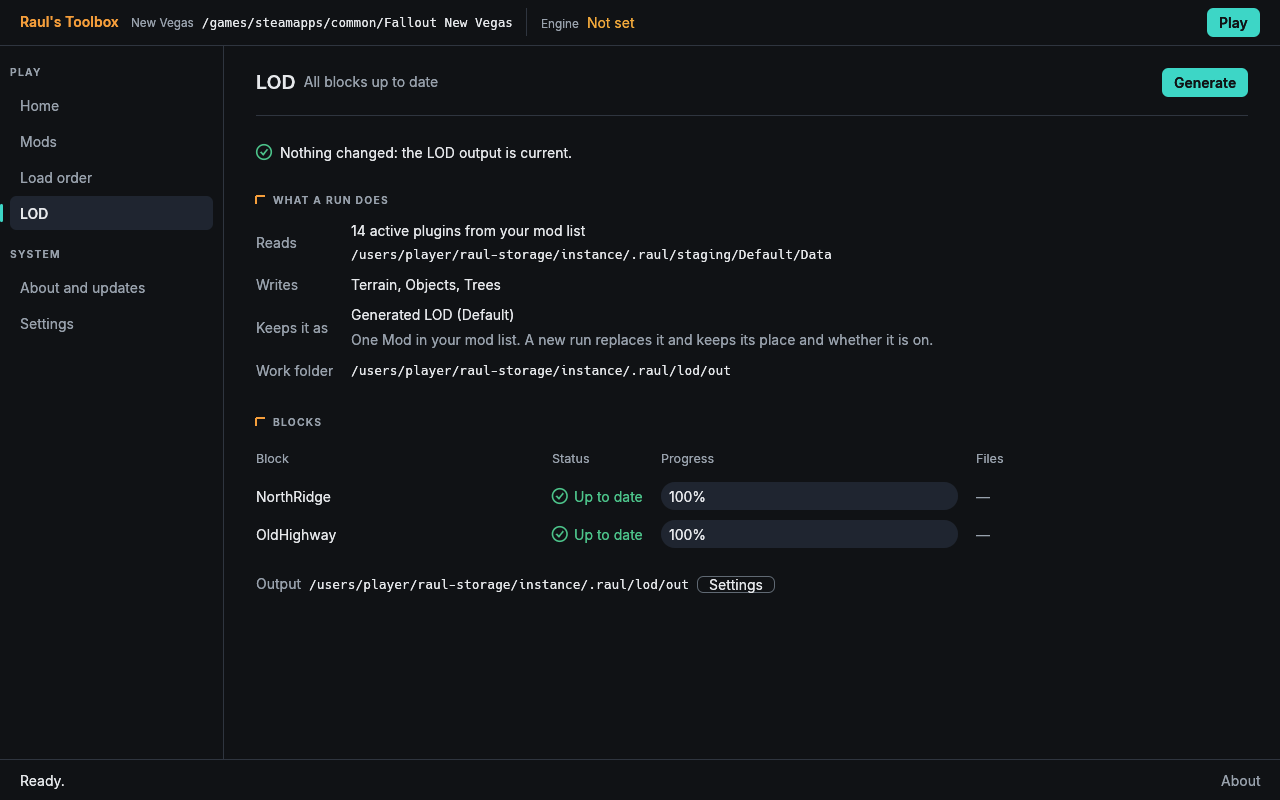 Raul's Toolbox New Vegas /games/steamapps/common/Fallout New Vegas Engine Not set Play
PLAY
Home
Mods
Load order
LOD
SYSTEM
About and updates
Settings
LOD All blocks up to date Generate
Nothing changed: the LOD output is current.
WHAT A RUN DOES
Reads 14 active plugins from your mod list
/users/player/raul-storage/instance/.raul/staging/Default/Data
Writes Terrain, Objects, Trees
Keeps it as Generated LOD (Default)
One Mod in your mod list. A new run replaces it and keeps its place and whether it is on.
Work folder /users/player/raul-storage/instance/.raul/lod/out
BLOCKS
Block Status Progress Files
NorthRidge Up to date 100% —
OldHighway Up to date 100% —
Output /users/player/raul-storage/instance/.raul/lod/out Settings
Ready. About